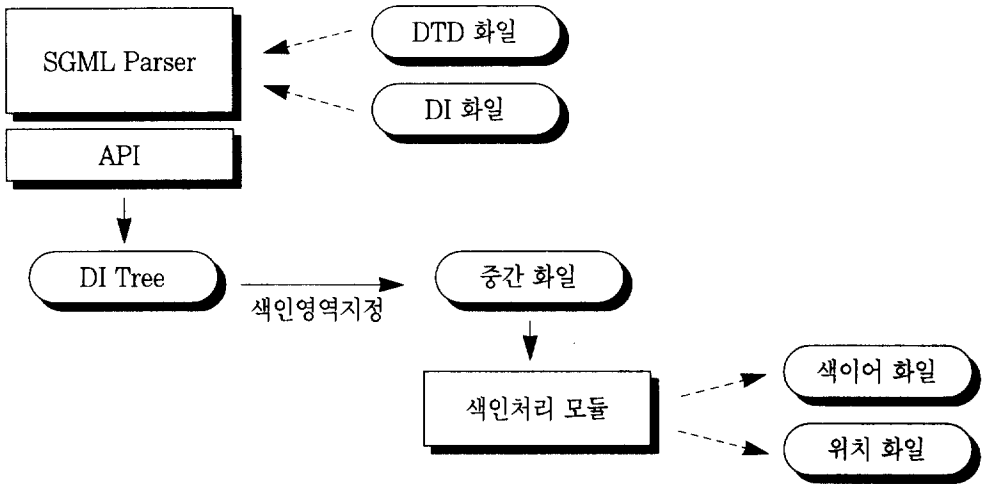 SGML Parser
DTD 화일
DI 화일
API
DI Tree
색인영역지정
중간 화일
색인처리 모듈
색이어 화일
위치 화일